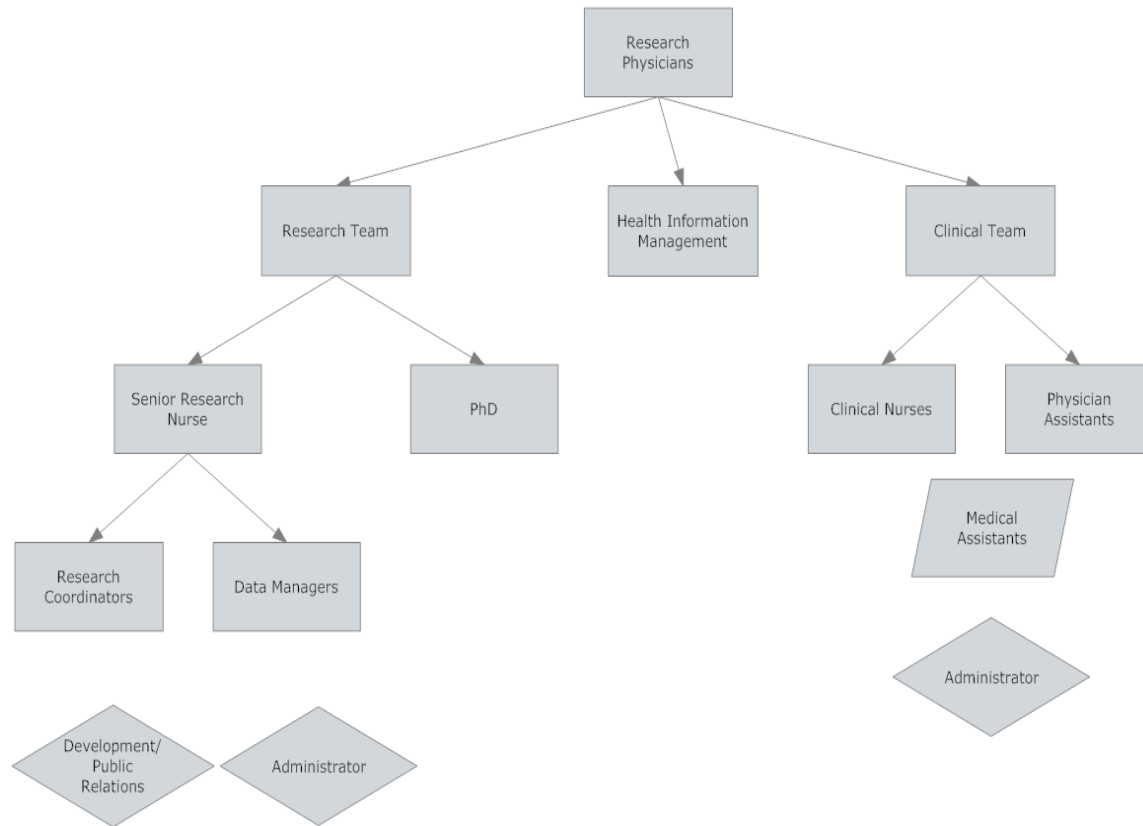 Research
Physicians
Research Team
Health Information
Management
Clinical Team
Senior Research
Nurse
PhD
Clinical Nurses
Physician
Assistants
Medical
Assistants
Research
Coordinators
Data Managers
Administrator
Development/
Public
Relations
Administrator